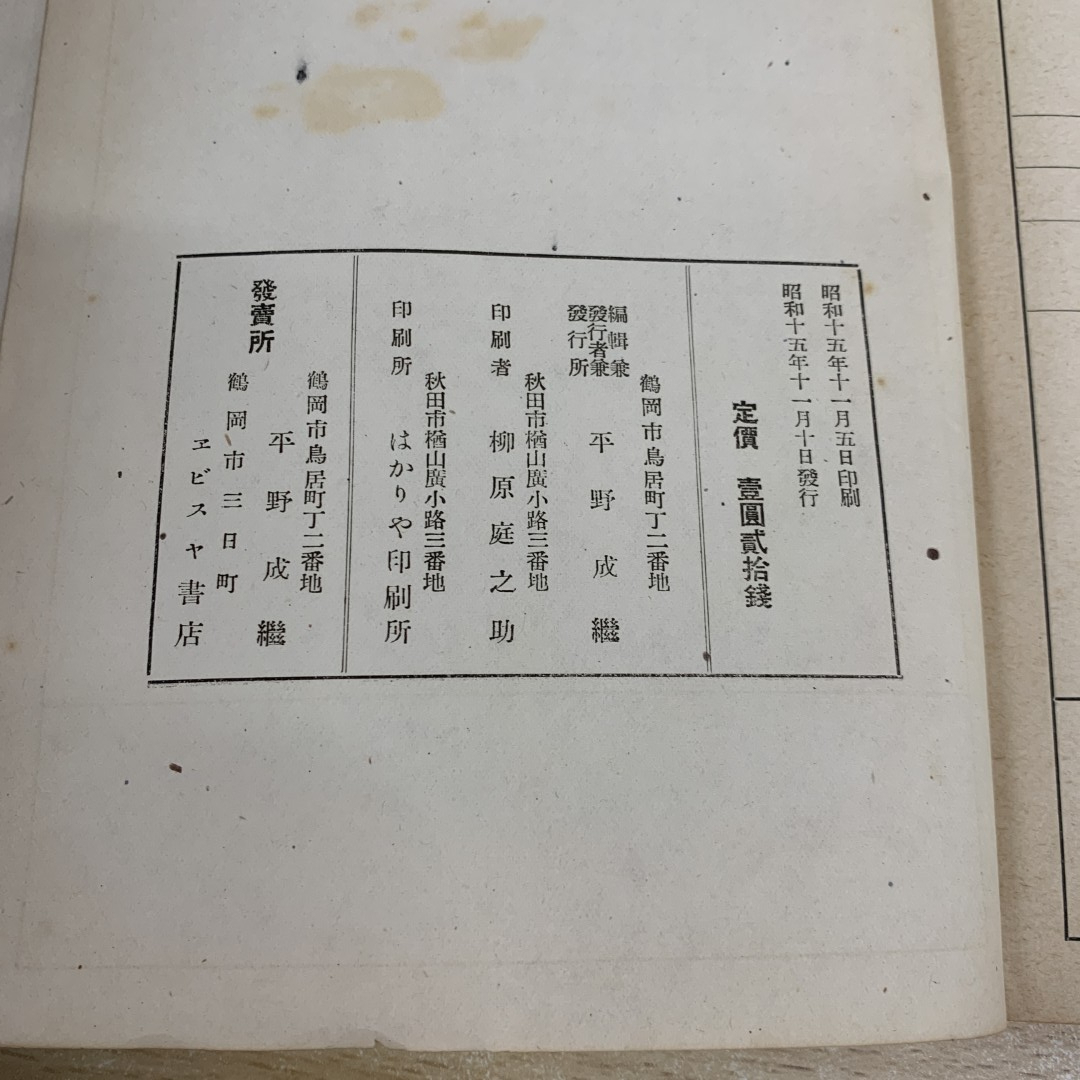 昭和十五年十一月五日印刷
昭和十五年十一月十日發行
定價 壹圓貳拾錢
鶴岡市鳥居町丁二番地
編輯兼
發行者兼
發行所
平野成繼
秋田市楢山廣小路三番地
印刷者 柳原庭之助
秋田市楢山廣小路三番地
印刷所 はかりや印刷所
鶴岡市鳥居町丁二番地
發賣所 平野成繼
鶴岡市三日町
ヱビスヤ書店